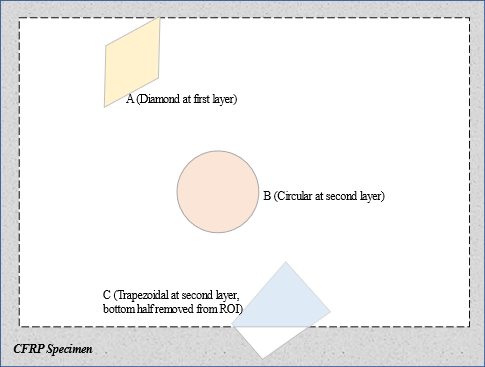 A (Diamond at first layer)
B (Circular at second layer)
C (Trapezoidal at second layer,
bottom half removed from ROI)
CFRP Specimen